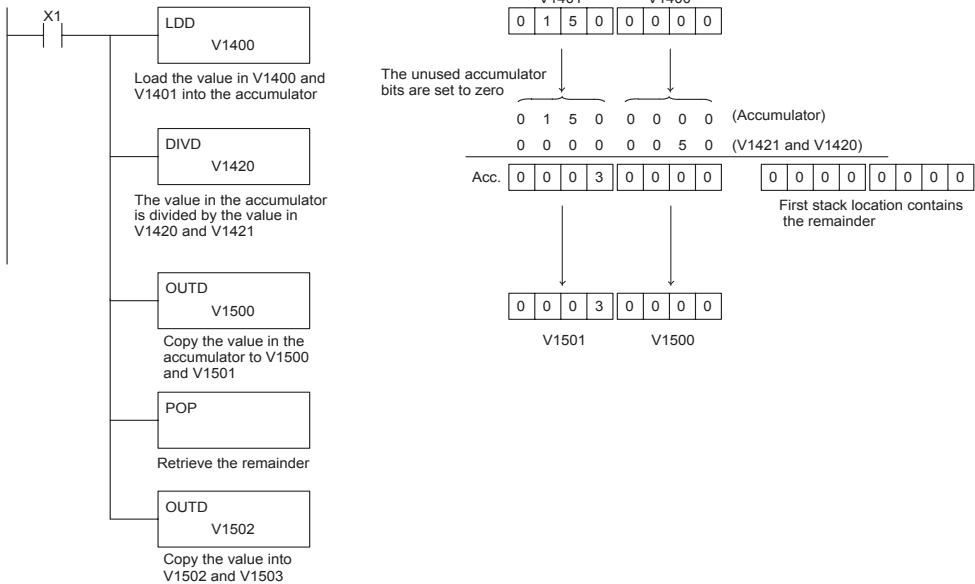 X1
LDD
V1400
Load the value in V1400 and
V1401 into the accumulator
DIVD
V1420
The value in the accumulator
is divided by the value in
V1420 and V1421
OUTD
V1500
Copy the value in the
accumulator to V1500
and V1501
POP
Retrieve the remainder
OUTD
V1502
Copy the value into
V1502 and V1503
V1401 V1400
0 1 5 0 0 0 0 0
The unused accumulator
bits are set to zero
0 1 5 0 0 0 0 0 (Accumulator)
0 0 0 0 0 0 5 0 (V1421 and V1420)
Acc. 0 0 0 3 0 0 0 0 0 0 0 0 0 0 0 0
First stack location contains
the remainder
0 0 0 3 0 0 0 0
V1501 V1500